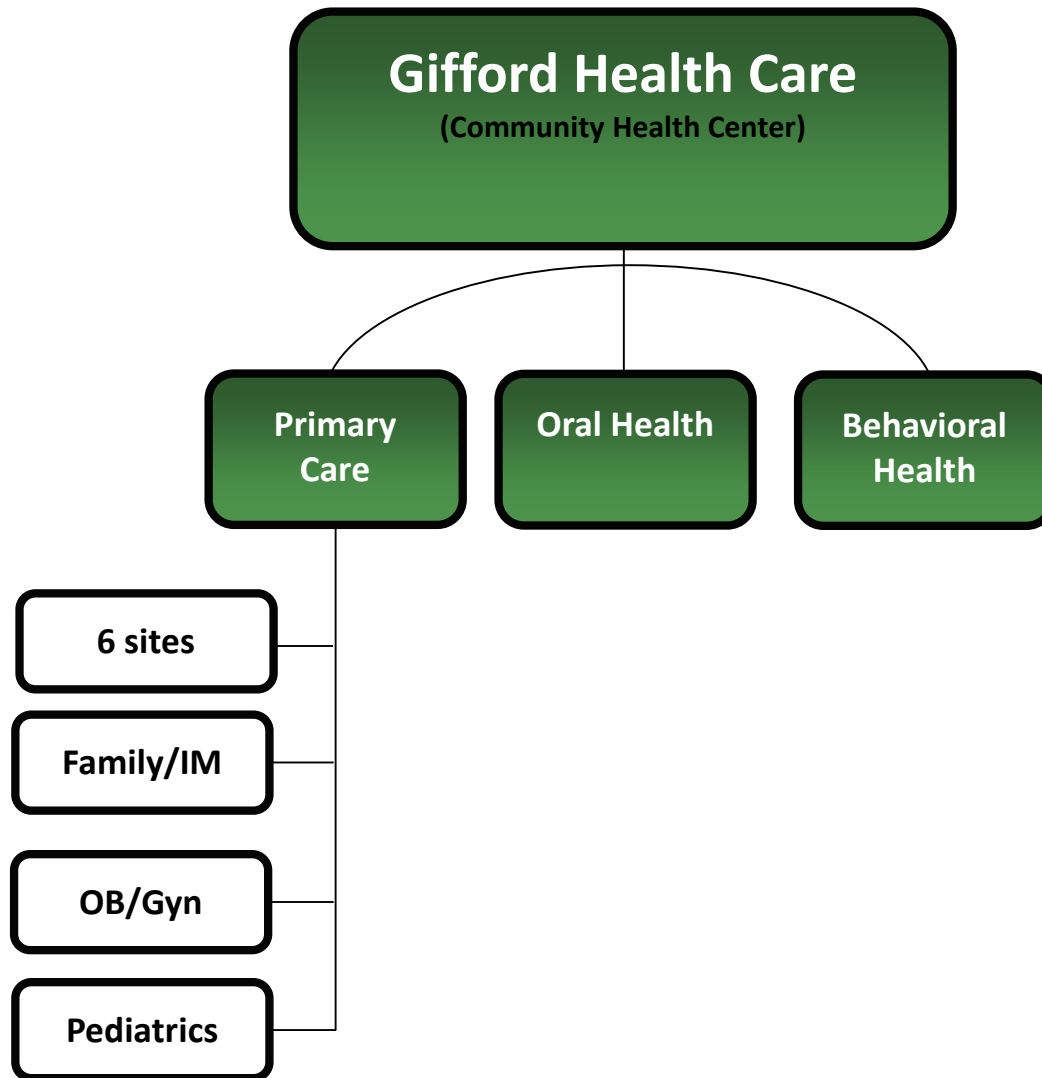 Gifford Health Care
(Community Health Center)
Primary
Care
Oral Health
Behavioral
Health
6 sites
Family/IM
OB/Gyn
Pediatrics